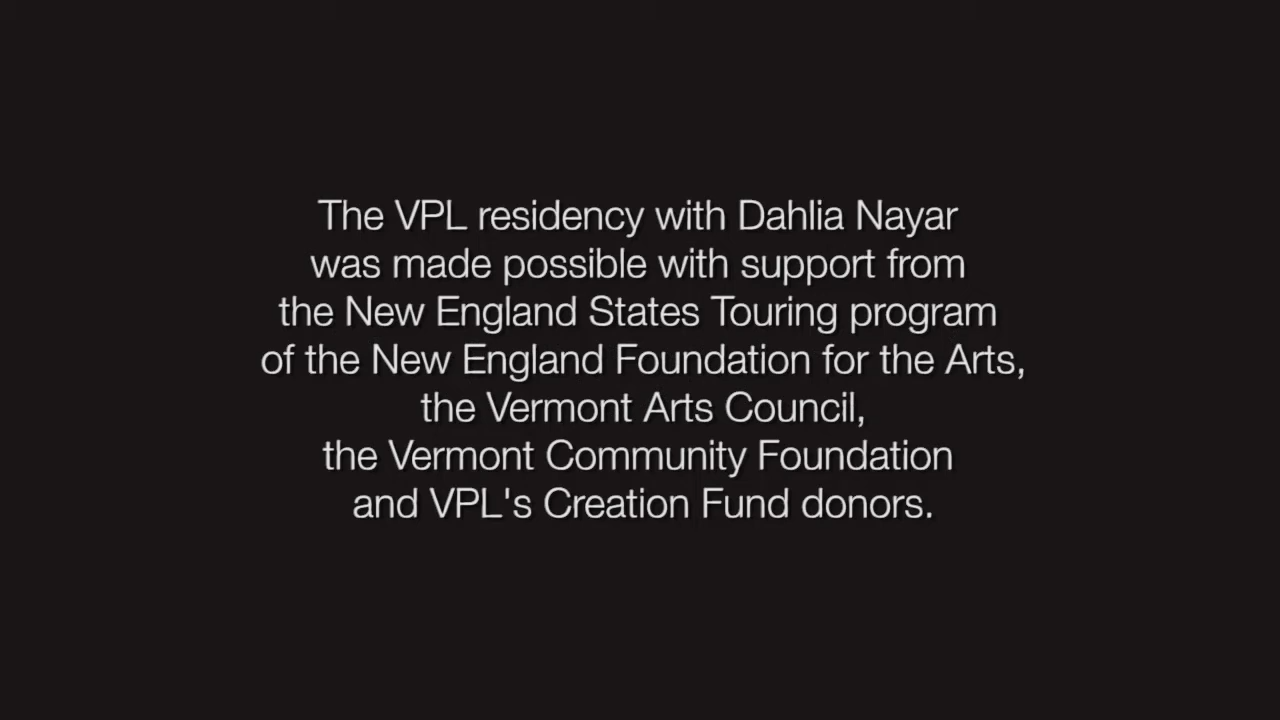 The VPL residency with Dahlia Nayar
was made possible with support from
the New England States Touring program
of the New England Foundation for the Arts,
the Vermont Arts Council,
the Vermont Community Foundation
and VPL's Creation Fund donors.